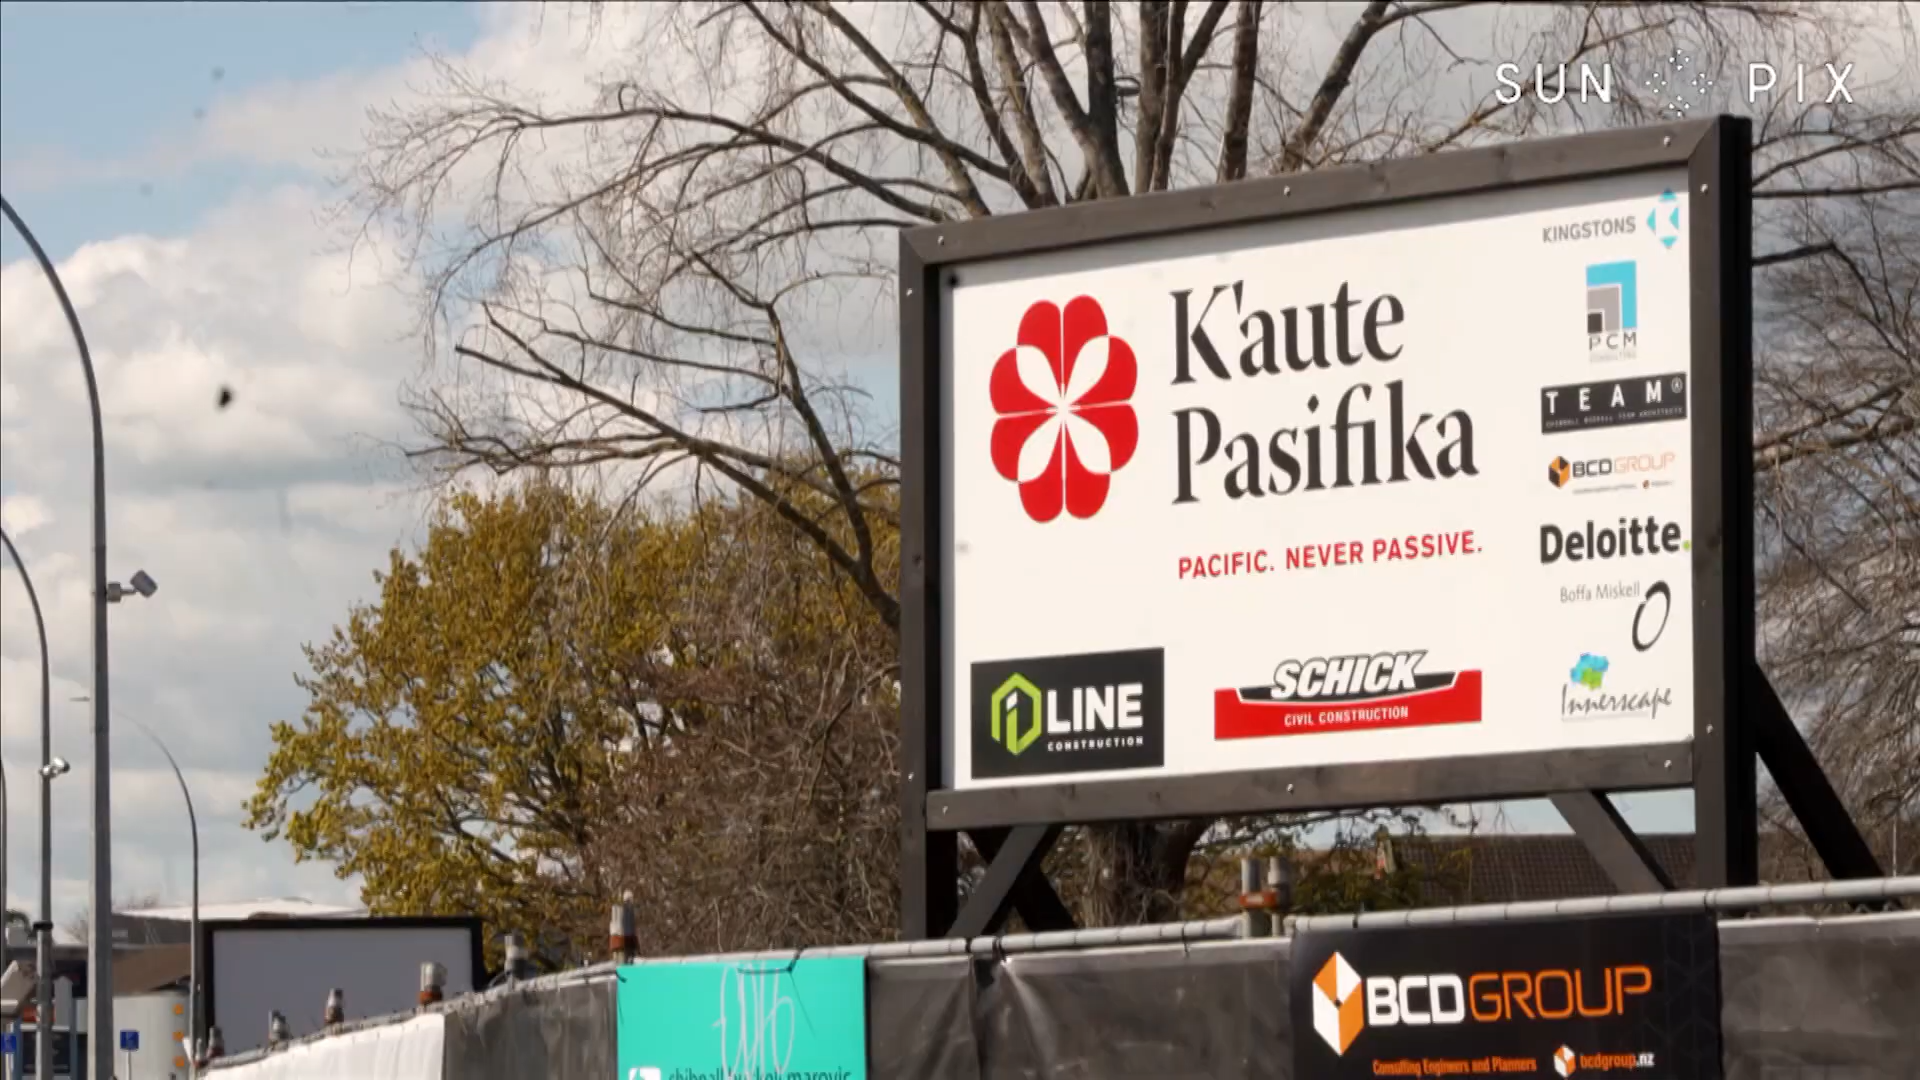 SUN PIX
K'aute
Pasifika
PACIFIC. NEVER PASSIVE.
KINGSTONS
PCM
TEAM
BCDGROUP
Deloitte.
Boffa Miskell
Innerscape
LINE
CONSTRUCTION
SCHICK
CIVIL CONSTRUCTION
BCDGROUP
Consulting Engineers and Planners
bcdgroup.nz